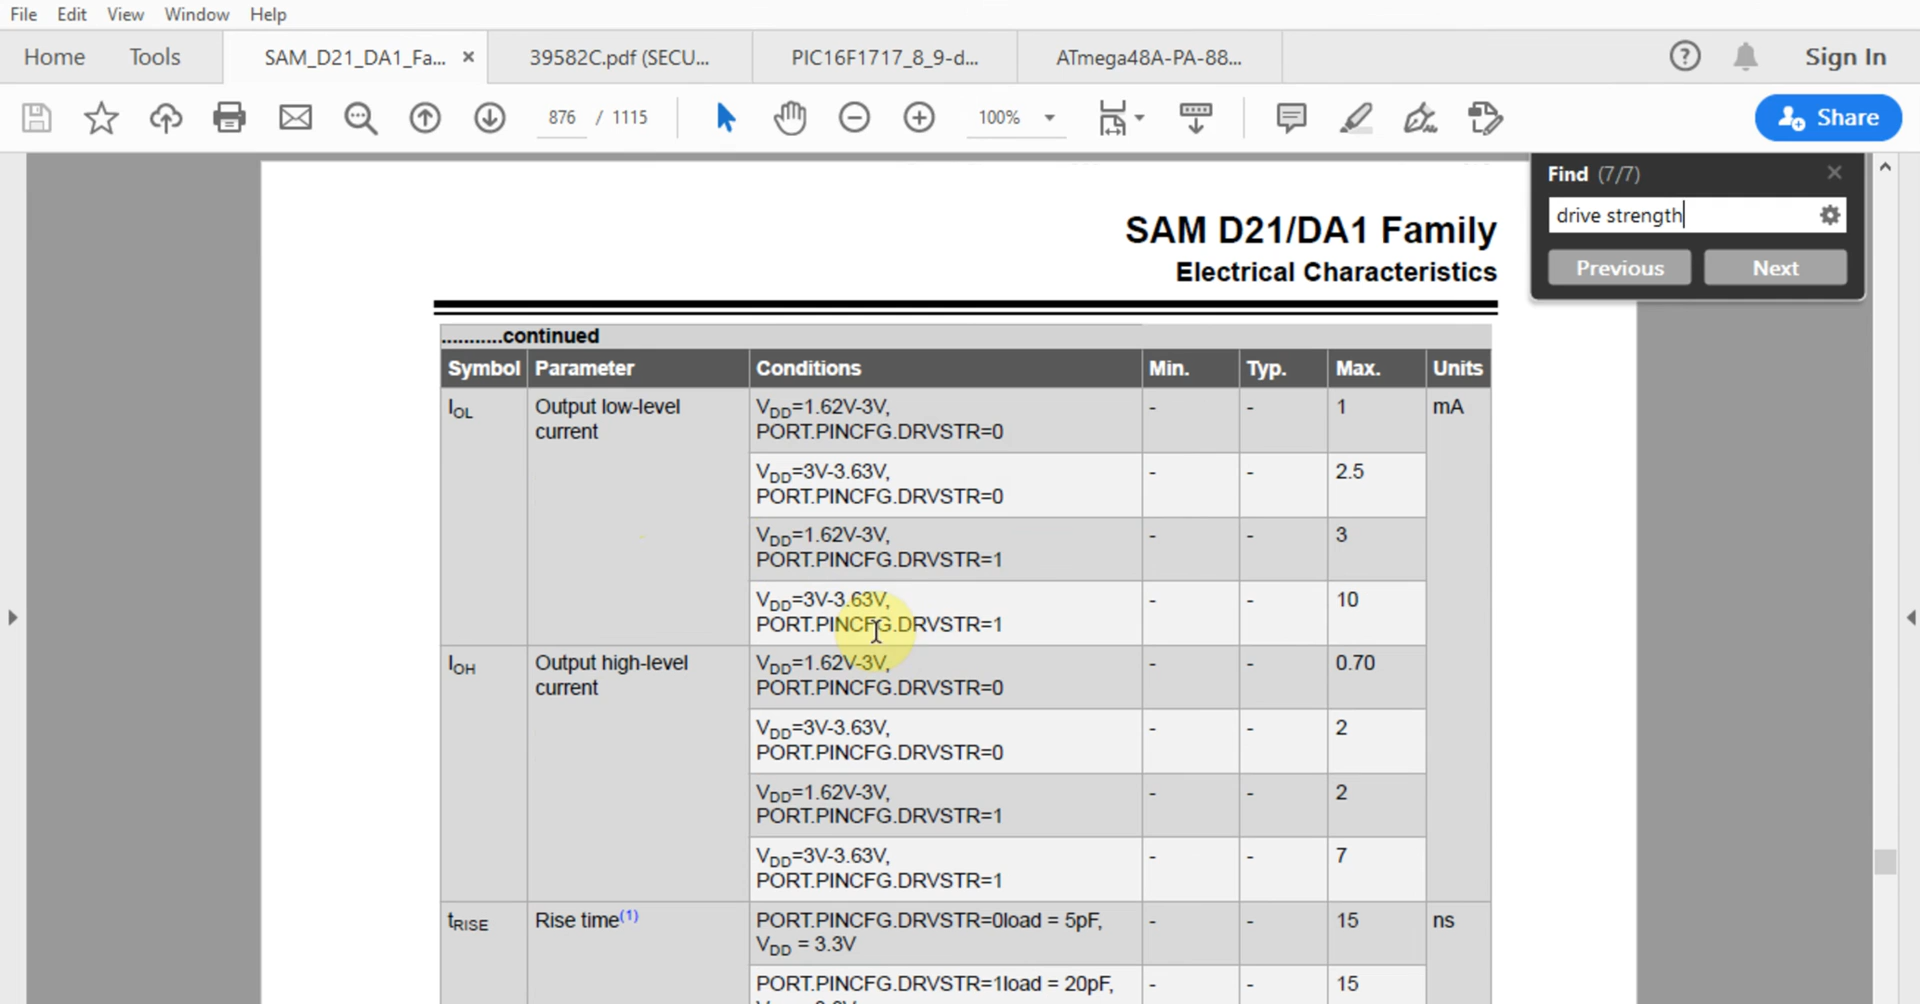 File Edit View Window Help
Home Tools SAM_D21_DA1_Fa... × 39582C.pdf (SECU... PIC16F1717_8_9-d... ATmega48A-PA-88... Sign In
876 / 1115 100% Share
Find (7/7)
drive strength
Previous Next
SAM D21/DA1 Family
Electrical Characteristics
...........continued
Symbol Parameter Conditions Min. Typ. Max. Units
IOL Output low-level current VDD=1.62V-3V, - - 1 mA
PORT.PINCFG.DRVSTR=0
VDD=3V-3.63V, - - 2.5
PORT.PINCFG.DRVSTR=0
VDD=1.62V-3V, - - 3
PORT.PINCFG.DRVSTR=1
VDD=3V-3.63V, - - 10
PORT.PINCFG.DRVSTR=1
IOH Output high-level current VDD=1.62V-3V, - - 0.70
PORT.PINCFG.DRVSTR=0
VDD=3V-3.63V, - - 2
PORT.PINCFG.DRVSTR=0
VDD=1.62V-3V, - - 2
PORT.PINCFG.DRVSTR=1
VDD=3V-3.63V, - - 7
PORT.PINCFG.DRVSTR=1
tRISE Rise time(1) PORT.PINCFG.DRVSTR=0load = 5pF, - - 15 ns
VDD = 3.3V
PORT.PINCFG.DRVSTR=1load = 20pF, - - 15